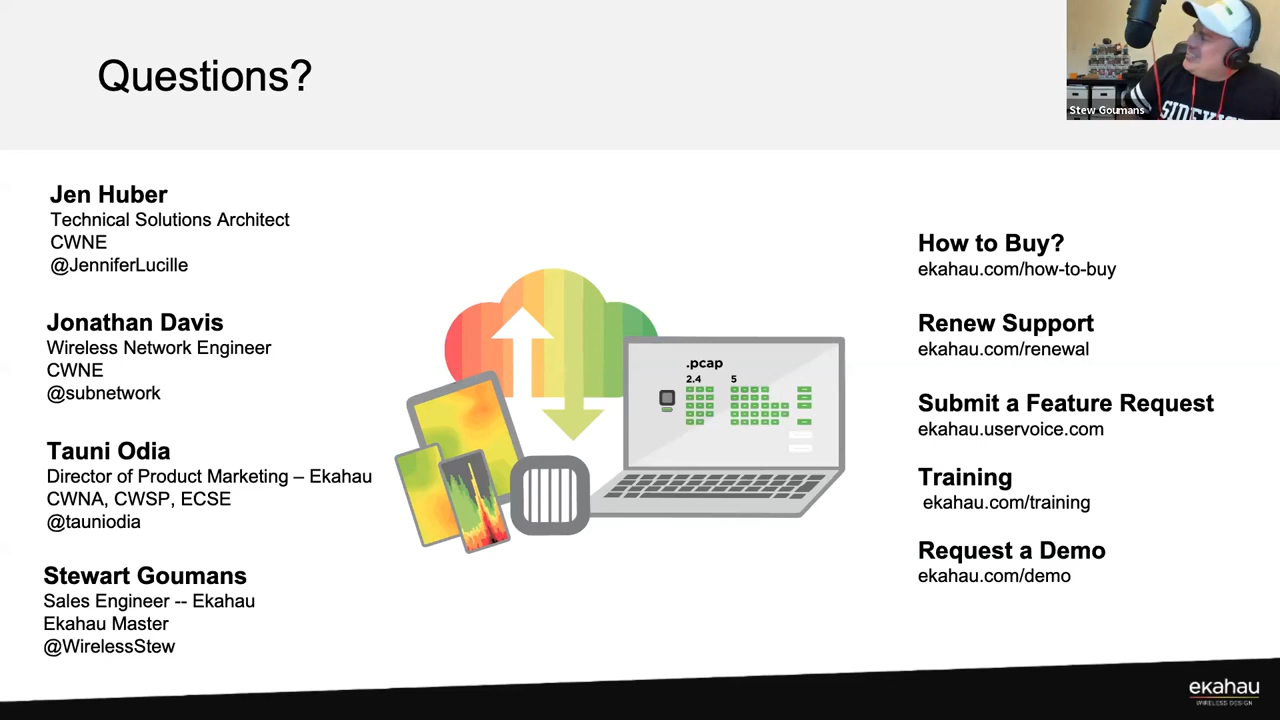 Questions?
Stew Goumans
Jen Huber
Technical Solutions Architect
CWNE
@JenniferLucille
Jonathan Davis
Wireless Network Engineer
CWNE
@subnetwork
Tauni Odia
Director of Product Marketing – Ekahau
CWNA, CWSP, ECSE
@tauniodia
Stewart Goumans
Sales Engineer -- Ekahau
Ekahau Master
@WirelessStew
.pcap
2.4 5
How to Buy?
ekahau.com/how-to-buy
Renew Support
ekahau.com/renewal
Submit a Feature Request
ekahau.uservoice.com
Training
ekahau.com/training
Request a Demo
ekahau.com/demo
ekahau
WIRELESS DESIGN